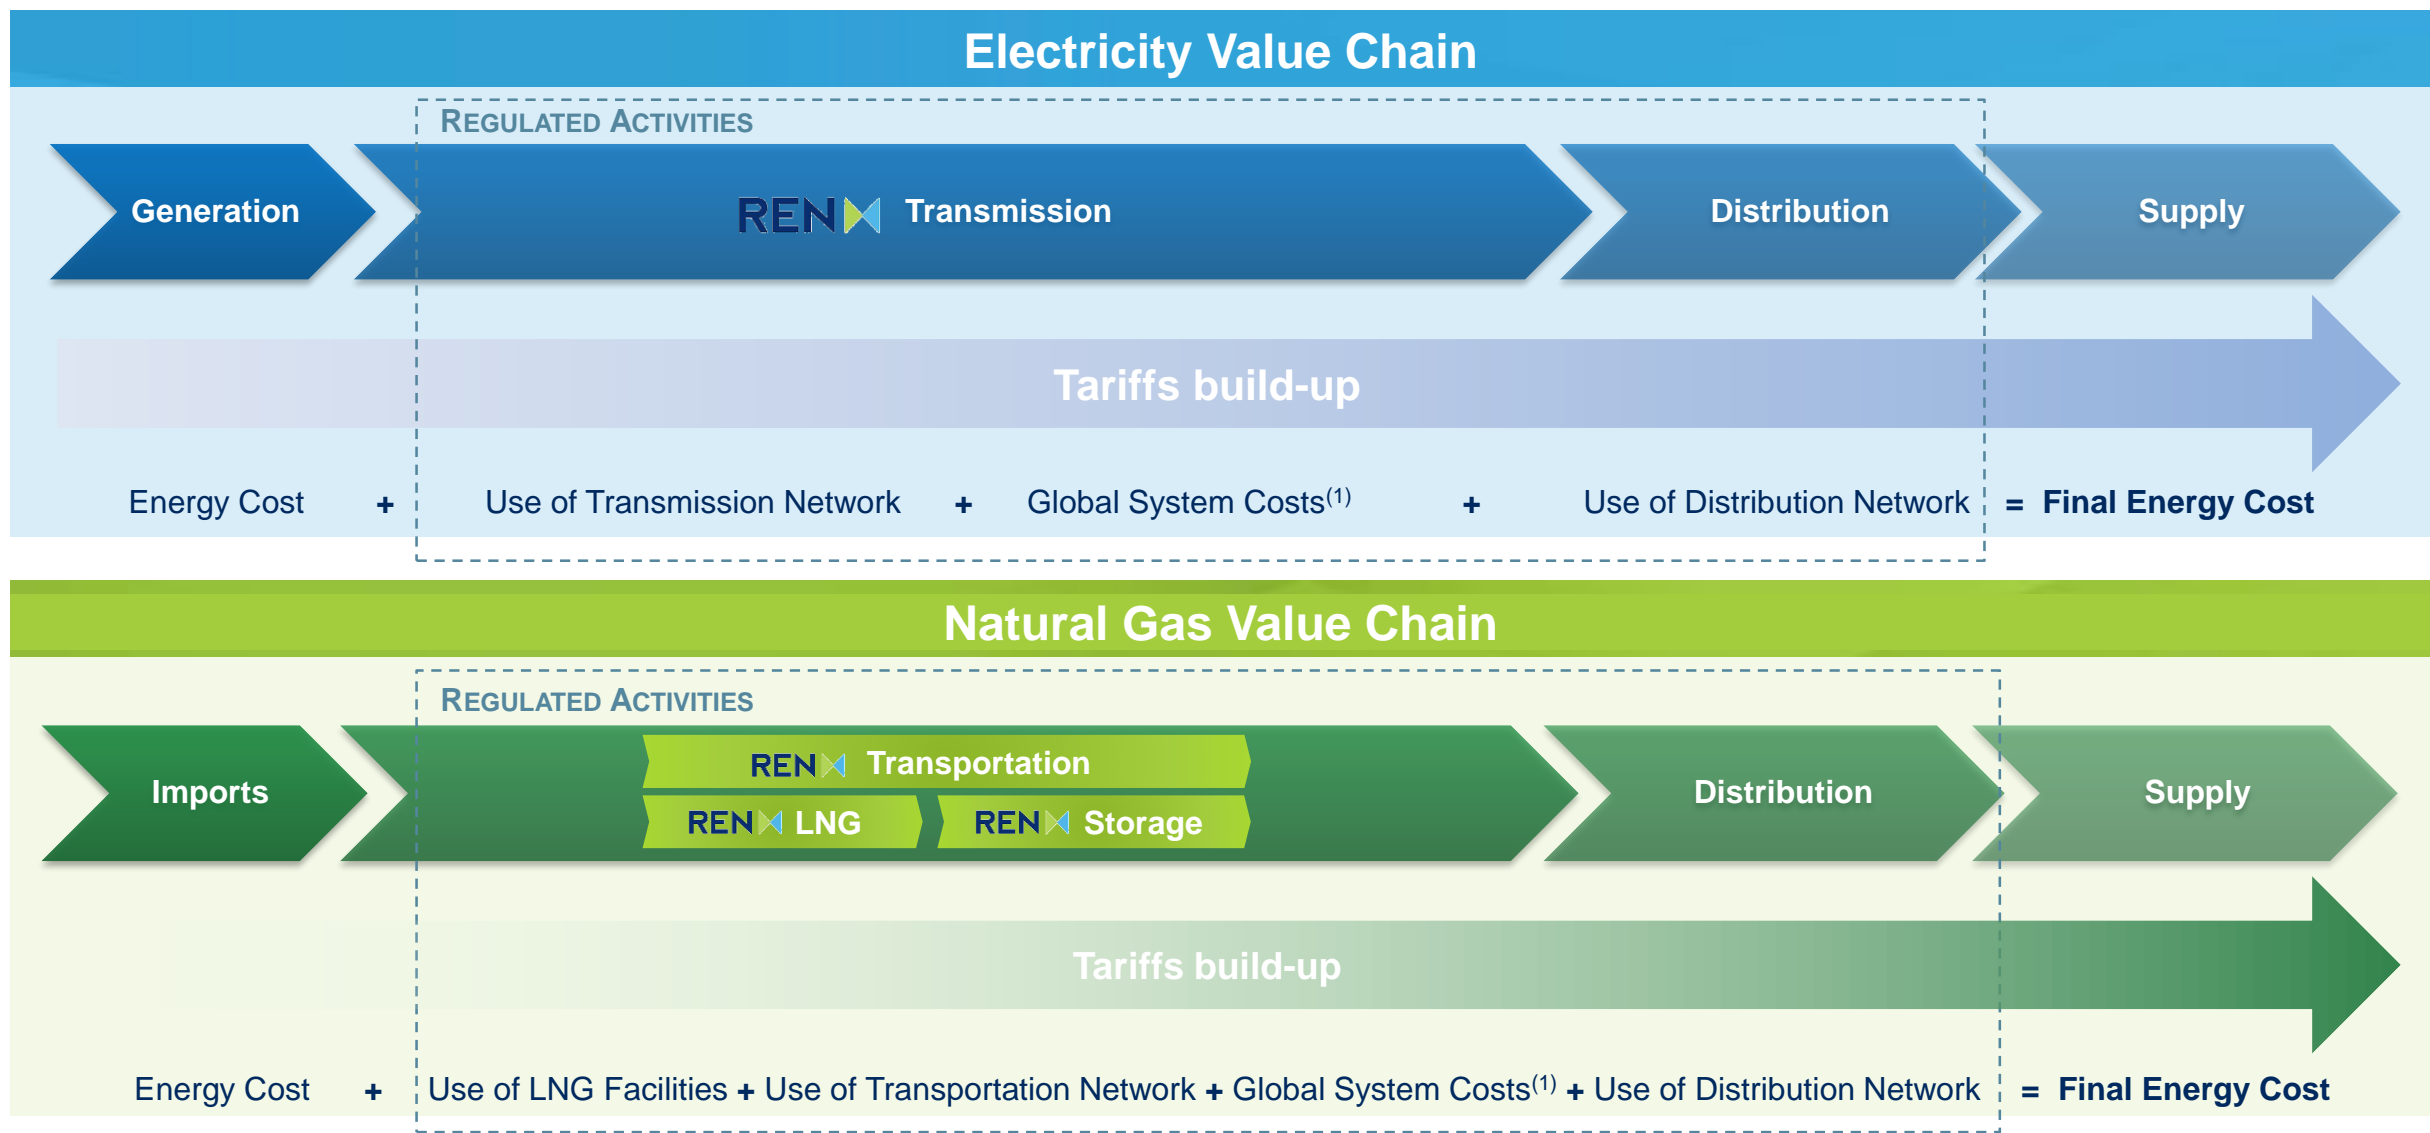 Electricity Value Chain
REGULATED ACTIVITIES
Generation
REN Transmission
Distribution
Supply
Tariffs build-up
Energy Cost + Use of Transmission Network + Global System Costs(1) + Use of Distribution Network = Final Energy Cost
Natural Gas Value Chain
REGULATED ACTIVITIES
Imports
REN Transportation
REN LNG
REN Storage
Distribution
Supply
Tariffs build-up
Energy Cost + Use of LNG Facilities + Use of Transportation Network + Global System Costs(1) + Use of Distribution Network = Final Energy Cost